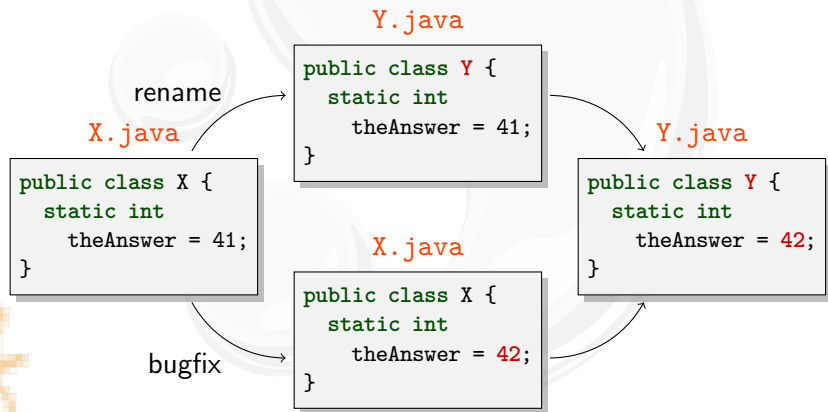 Y.java
public class Y {
static int
theAnswer = 41;
}
rename
X.java
public class X {
static int
theAnswer = 41;
}
Y.java
public class Y {
static int
theAnswer = 42;
}
X.java
public class X {
static int
theAnswer = 42;
}
bugfix